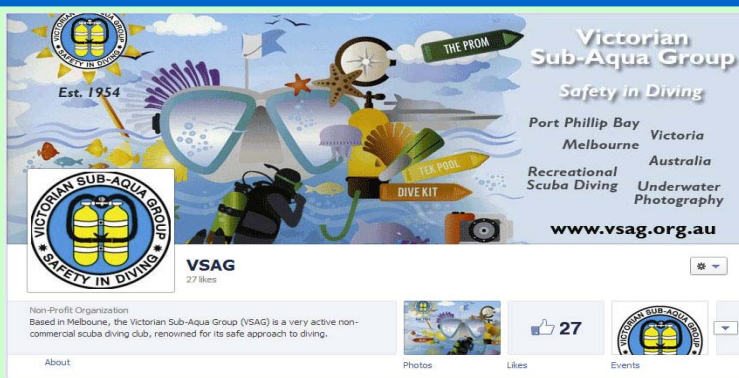 VICTORIAN SUB-AQUA GROUP
SAFETY IN DIVING
Est. 1954
THE PROM
TEK POOL
DIVE KIT
Victorian
Sub-Aqua Group
Safety in Diving
Port Phillip Bay
Melbourne
Victoria
Australia
Recreational
Scuba Diving
Underwater
Photography
www.vsag.org.au
VICTORIAN SUB-AQUA GROUP
SAFETY IN DIVING
VSAG
27 likes
Non-Profit Organization
Based in Melboune, the Victorian Sub-Aqua Group (VSAG) is a very active non-
commercial scuba diving club, renowned for its safe approach to diving.
About
Photos
27
Likes
SUB-AQUA
Events